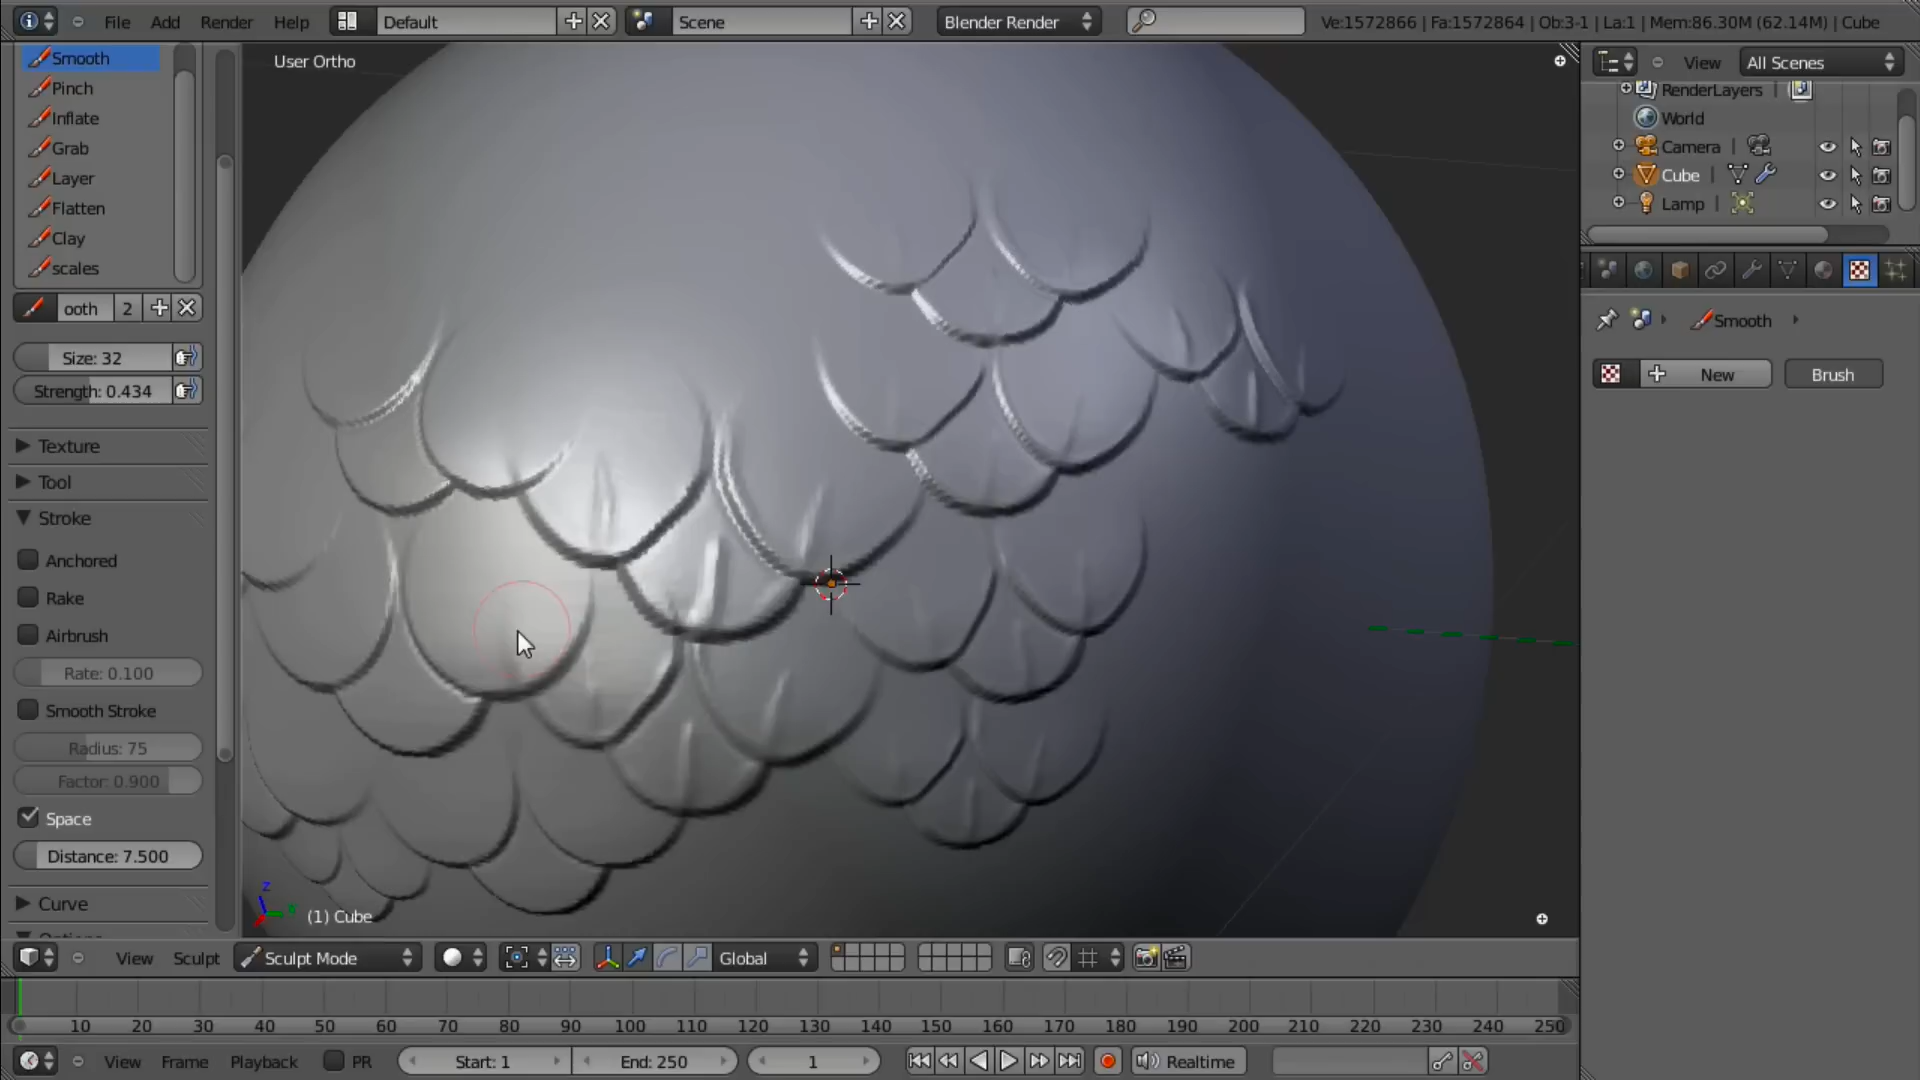 File Add Render Help Default Scene Blender Render Ve:1572866 | Fa:1572864 | Ob:3-1 | La:1 | Mem:86.30M (62.14M) | Cube
Smooth
Pinch
Inflate
Grab
Layer
Flatten
Clay
scales
ooth 2
Size: 32
Strength: 0.434
Texture
Tool
Stroke
Anchored
Rake
Airbrush
Rate: 0.100
Smooth Stroke
Radius: 75
Factor: 0.900
Space
Distance: 7.500
Curve
User Ortho
z
(1) Cube
View All Scenes
RenderLayers |
World
Camera |
Cube |
Lamp |
Smooth
New Brush
View Sculpt Sculpt Mode Global
10 20 30 40 50 60 70 80 90 100 110 120 130 140 150 160 170 180 190 200 210 220 230 240 250
View Frame Playback PR Start: 1 End: 250 1 Realtime